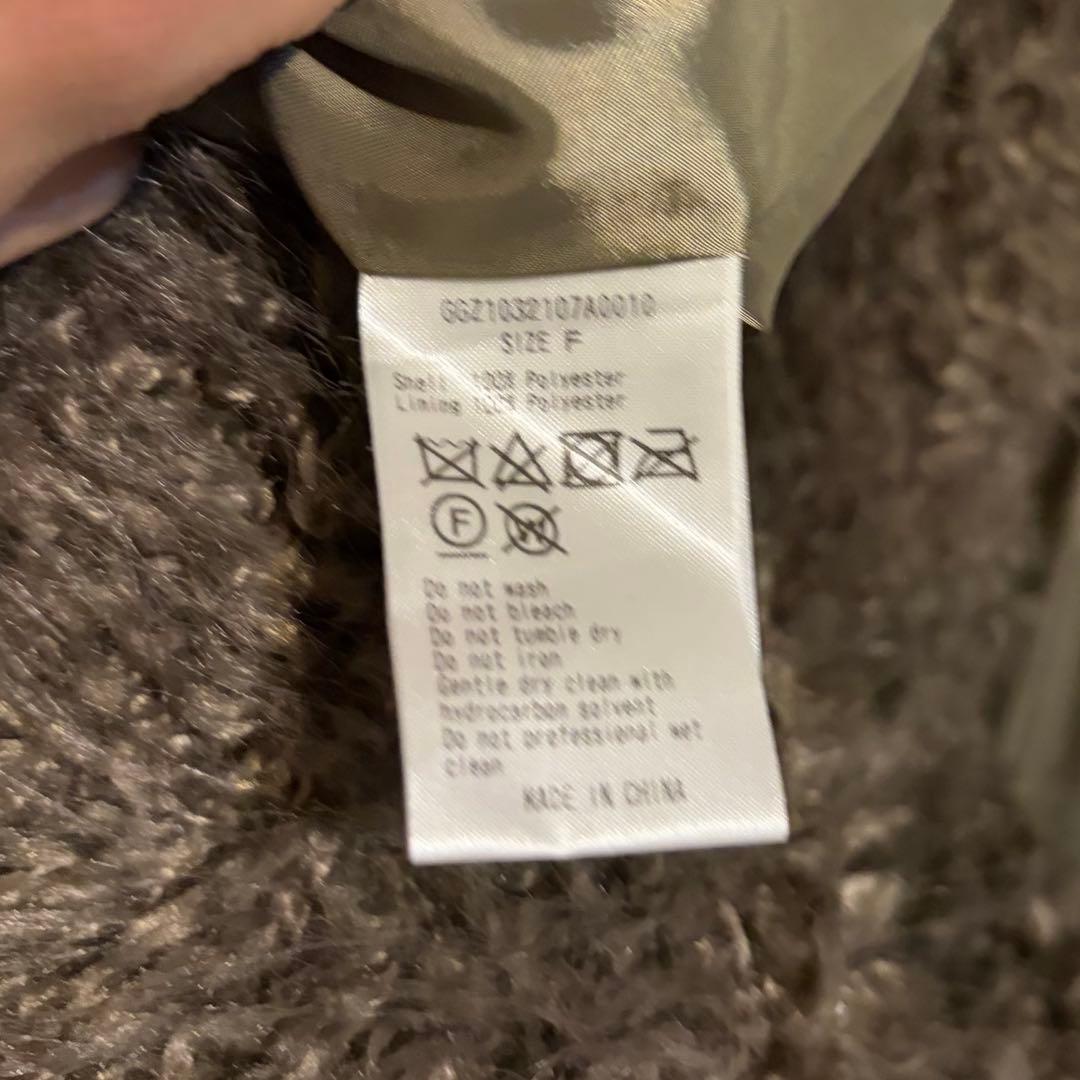 GGZ1032107A0010
SIZE F
Shell 100% Polyester
Lining 100% Polyester
F
W
Do not wash
Do not bleach
Do not tumble dry
Do not iron
Gentle dry clean with
hydrocarbon solvent
Do not professional wet
clean
MADE IN CHINA